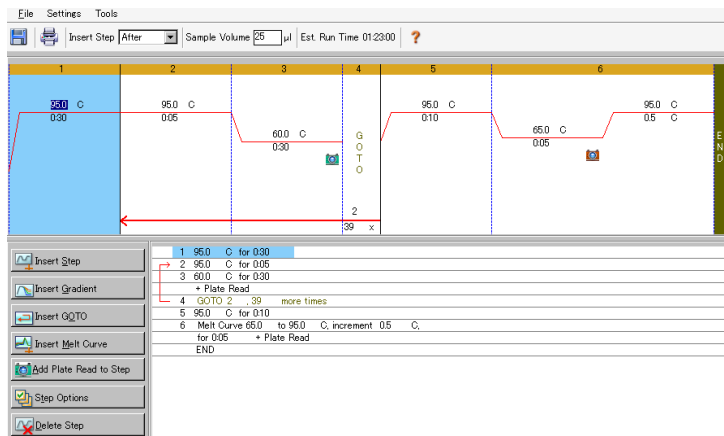 File Settings Tools
Insert Step After Sample Volume 25 μl Est. Run Time 01:23:00 ?
1 2 3 4 5 6
95.0 C 95.0 C 95.0 C 95.0 C
0:30 0:05 0:10 0.5 C
60.0 C 65.0 C
0:30 0:05
GOTO
END
2
39 x
Insert Step
Insert Gradient
Insert GOTO
Insert Melt Curve
Add Plate Read to Step
Step Options
Delete Step
1 95.0 C for 0:30
2 95.0 C for 0:05
3 60.0 C for 0:30
+ Plate Read
4 GOTO 2 , 39 more times
5 95.0 C for 0:10
6 Melt Curve 65.0 to 95.0 C, increment 0.5 C,
for 0:05 + Plate Read
END